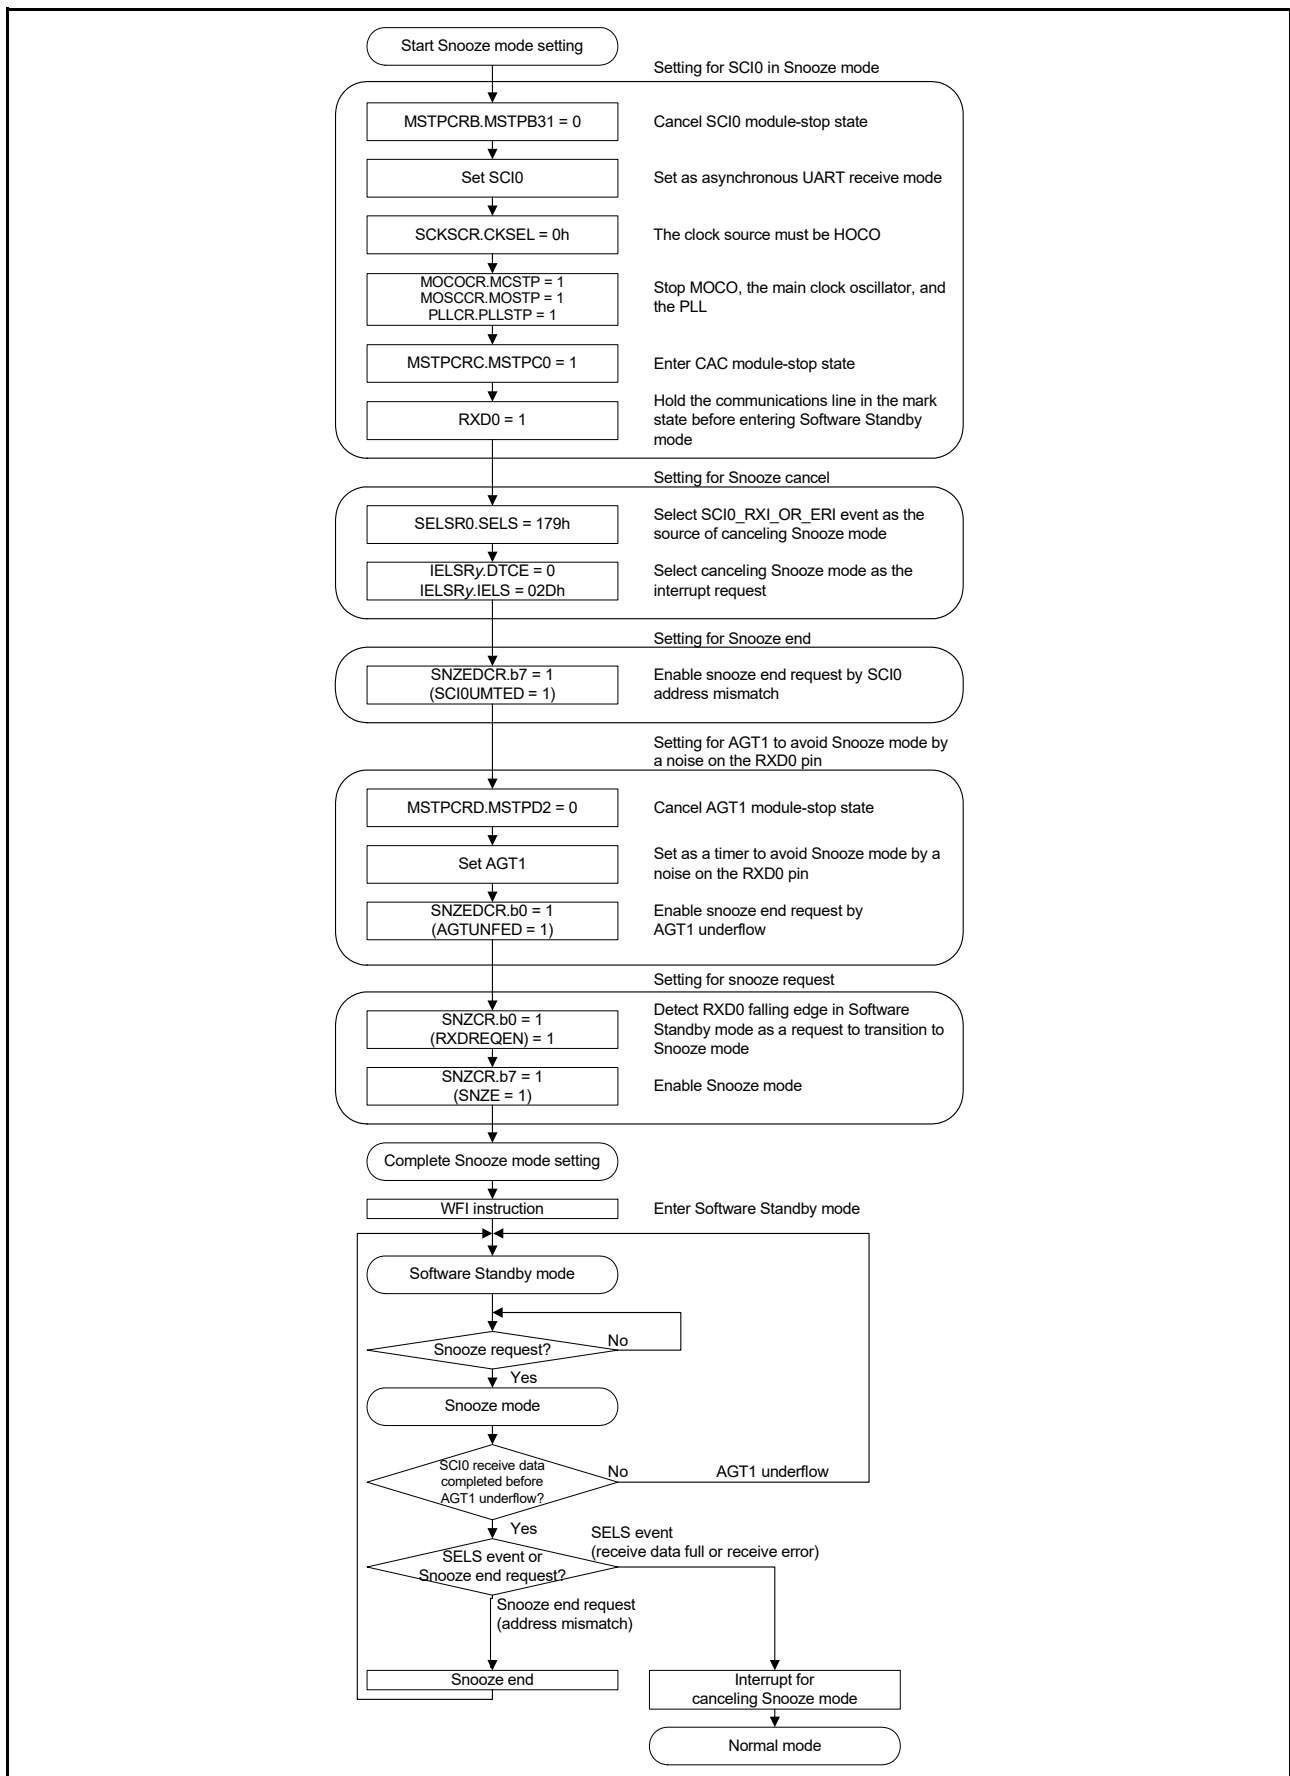 Start Snooze mode setting
Setting for SCI0 in Snooze mode
MSTPCRB.MSTPB31 = 0
Cancel SCI0 module-stop state
Set SCI0
Set as asynchronous UART receive mode
SCKSCR.CKSEL = 0h
The clock source must be HOCO
MOCOCR.MCSTP = 1
MOSCCR.MOSTP = 1
PLLCR.PLLSTP = 1
Stop MOCO, the main clock oscillator, and
the PLL
MSTPCRC.MSTPC0 = 1
Enter CAC module-stop state
RXD0 = 1
Hold the communications line in the mark
state before entering Software Standby
mode
Setting for Snooze cancel
SELSR0.SELS = 179h
Select SCI0_RXI_OR_ERI event as the
source of canceling Snooze mode
IELSRy.DTCE = 0
IELSRy.IELS = 02Dh
Select canceling Snooze mode as the
interrupt request
Setting for Snooze end
SNZEDCR.b7 = 1
(SCI0UMTED = 1)
Enable snooze end request by SCI0
address mismatch
Setting for AGT1 to avoid Snooze mode by
a noise on the RXD0 pin
MSTPCRD.MSTPD2 = 0
Cancel AGT1 module-stop state
Set AGT1
Set as a timer to avoid Snooze mode by a
noise on the RXD0 pin
SNZEDCR.b0 = 1
(AGTUNFED = 1)
Enable snooze end request by
AGT1 underflow
Setting for snooze request
SNZCR.b0 = 1
(RXDREQEN) = 1
Detect RXD0 falling edge in Software
Standby mode as a request to transition to
Snooze mode
SNZCR.b7 = 1
(SNZE = 1)
Enable Snooze mode
Complete Snooze mode setting
WFI instruction
Enter Software Standby mode
Software Standby mode
Snooze request?
No
Yes
Snooze mode
SCI0 receive data
completed before
AGT1 underflow?
No
AGT1 underflow
Yes
SELS event
(receive data full or receive error)
SELS event or
Snooze end request?
Snooze end request
(address mismatch)
Snooze end
Interrupt for
canceling Snooze mode
Normal mode